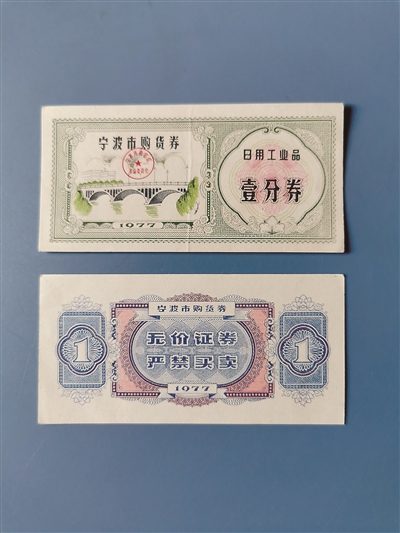 宁波市购货券
1977
日用工业品
壹分券
宁波市购货券
1
无价证券
严禁买卖
1
1977